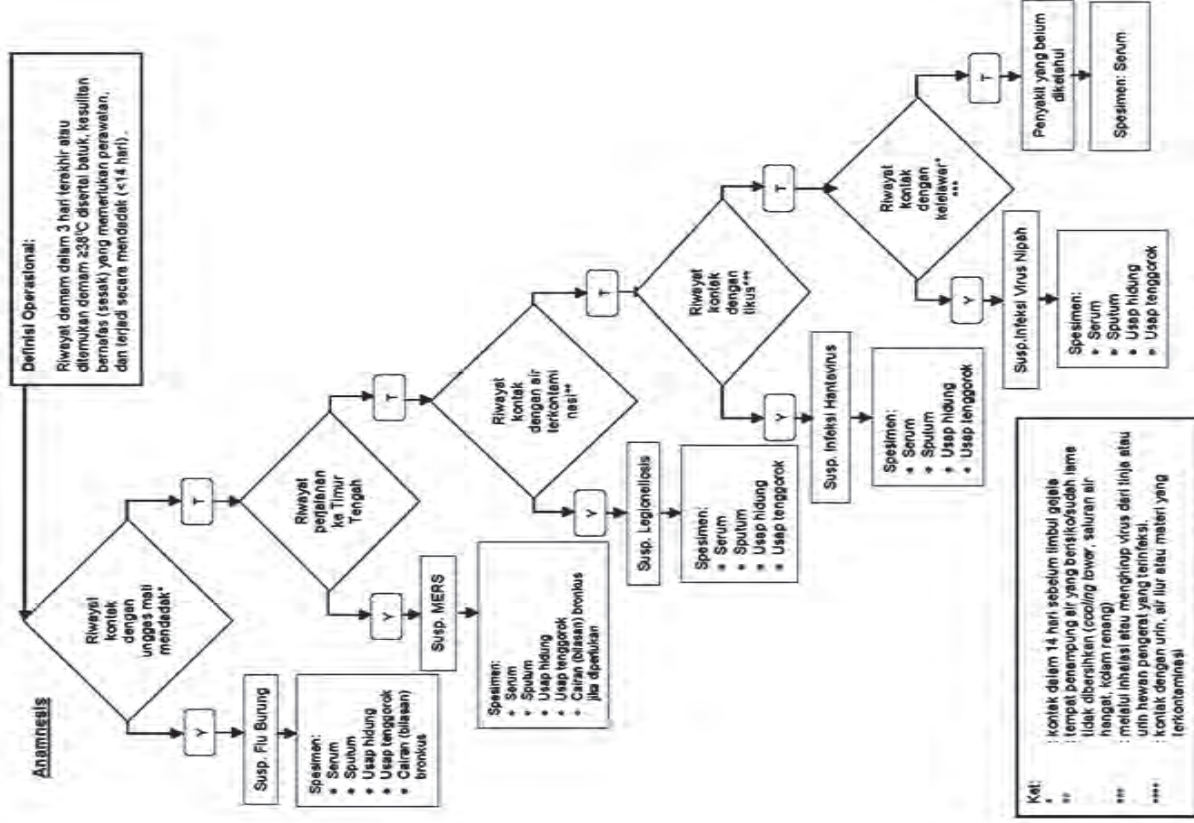 Anamnesis
Definisi Operasional:
Riwayat demam dalam 3 hari terakhir atau
ditemukan demam ≥38°C disertai batuk, kesulitan
bernafas (sesak) yang memerlukan perawatan,
dan terjadi secara mendadak (<14 hari).
Riwayat
kontak
dengan
unggas mati
mendadak*
Y
T
Susp. Flu Burung
Spesimen:
• Serum
• Sputum
• Usap hidung
• Usap tenggorok
• Cairan (bilasan)
bronkus
Riwayat
perjalanan
ke Timur
Tengah
Y
T
Susp. MERS
Spesimen:
• Serum
• Sputum
• Usap hidung
• Usap tenggorok
• Cairan (bilasan) bronkus
jika diperlukan
Riwayat
kontak
dengan air
terkontami
nasi**
Y
T
Susp. Legionellosis
Spesimen:
• Serum
• Sputum
• Usap hidung
• Usap tenggorok
Riwayat
kontak
dengan
tikus***
Y
T
Susp. Infeksi Hantavirus
Spesimen:
• Serum
• Sputum
• Usap hidung
• Usap tenggorok
Riwayat
kontak
dengan
kelelawar*
***
Y
T
Susp.Infeksi Virus Nipah
Spesimen:
• Serum
• Sputum
• Usap hidung
• Usap tenggorok
Penyakit yang belum
diketahui
Spesimen: Serum
Ket:
* : kontak dalam 14 hari sebelum timbul gejala
** : tempat penampung air yang berisiko/sudah lama
tidak dibersihkan (cooling tower, saluran air
hangat, kolam renang)
*** : melalui inhalasi atau menghirup virus dari tinja atau
urin hewan pengerat yang terinfeksi.
**** : kontak dengan urin, air liur atau materi yang
terkontaminasi